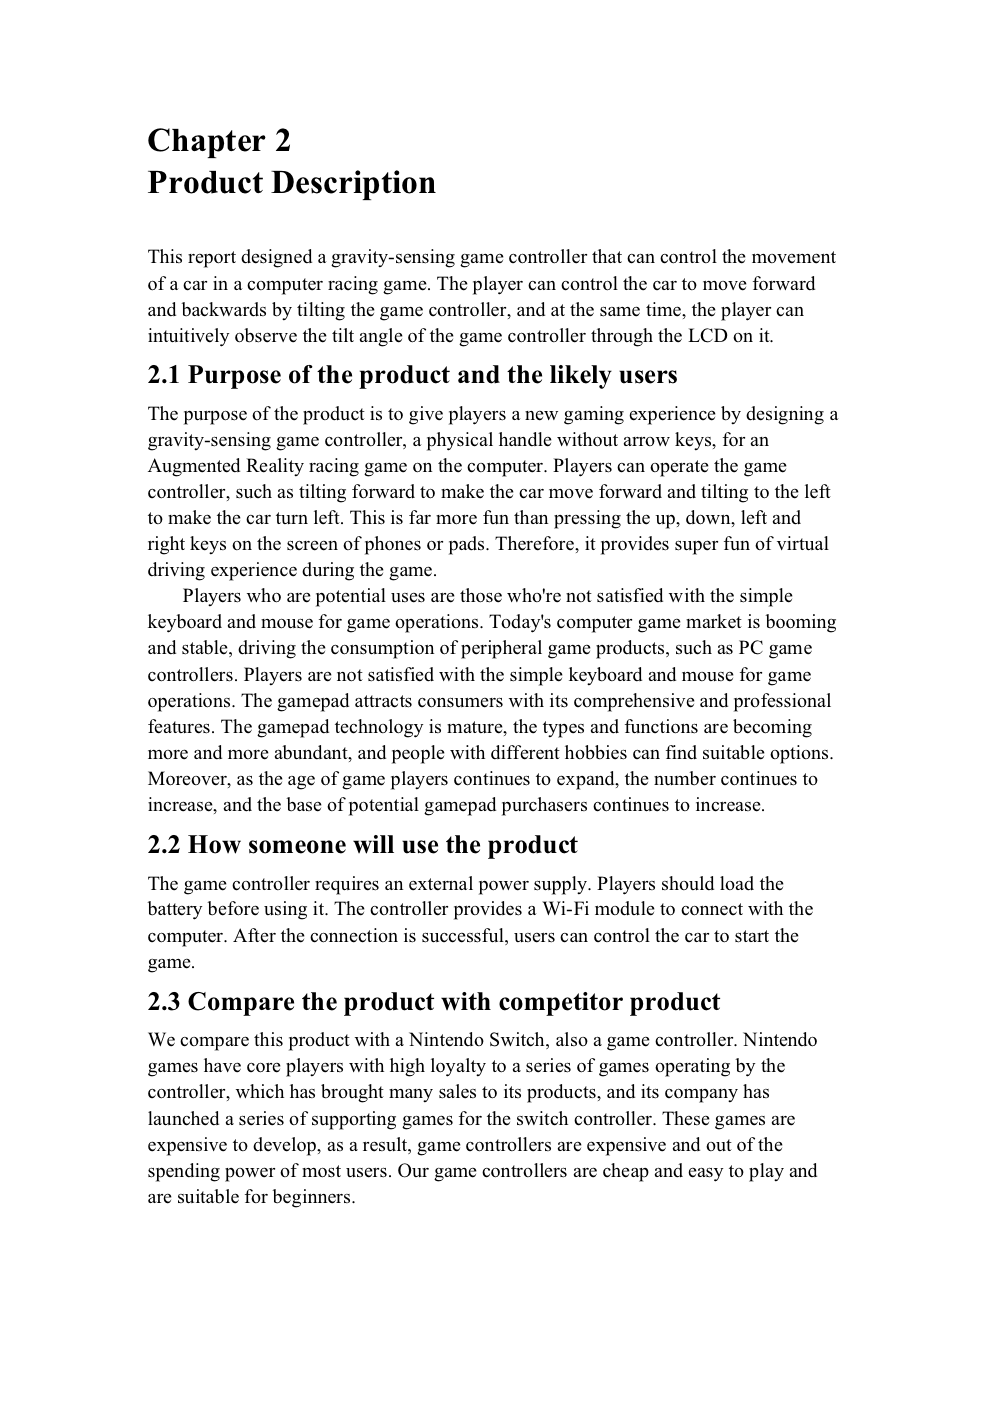 Chapter 2
Product Description
This report designed a gravity-sensing game controller that can control the movement
of a car in a computer racing game. The player can control the car to move forward
and backwards by tilting the game controller, and at the same time, the player can
intuitively observe the tilt angle of the game controller through the LCD on it.
2.1 Purpose of the product and the likely users
The purpose of the product is to give players a new gaming experience by designing a
gravity-sensing game controller, a physical handle without arrow keys, for an
Augmented Reality racing game on the computer. Players can operate the game
controller, such as tilting forward to make the car move forward and tilting to the left
to make the car turn left. This is far more fun than pressing the up, down, left and
right keys on the screen of phones or pads. Therefore, it provides super fun of virtual
driving experience during the game.
Players who are potential uses are those who're not satisfied with the simple
keyboard and mouse for game operations. Today's computer game market is booming
and stable, driving the consumption of peripheral game products, such as PC game
controllers. Players are not satisfied with the simple keyboard and mouse for game
operations. The gamepad attracts consumers with its comprehensive and professional
features. The gamepad technology is mature, the types and functions are becoming
more and more abundant, and people with different hobbies can find suitable options.
Moreover, as the age of game players continues to expand, the number continues to
increase, and the base of potential gamepad purchasers continues to increase.
2.2 How someone will use the product
The game controller requires an external power supply. Players should load the
battery before using it. The controller provides a Wi-Fi module to connect with the
computer. After the connection is successful, users can control the car to start the
game.
2.3 Compare the product with competitor product
We compare this product with a Nintendo Switch, also a game controller. Nintendo
games have core players with high loyalty to a series of games operating by the
controller, which has brought many sales to its products, and its company has
launched a series of supporting games for the switch controller. These games are
expensive to develop, as a result, game controllers are expensive and out of the
spending power of most users. Our game controllers are cheap and easy to play and
are suitable for beginners.